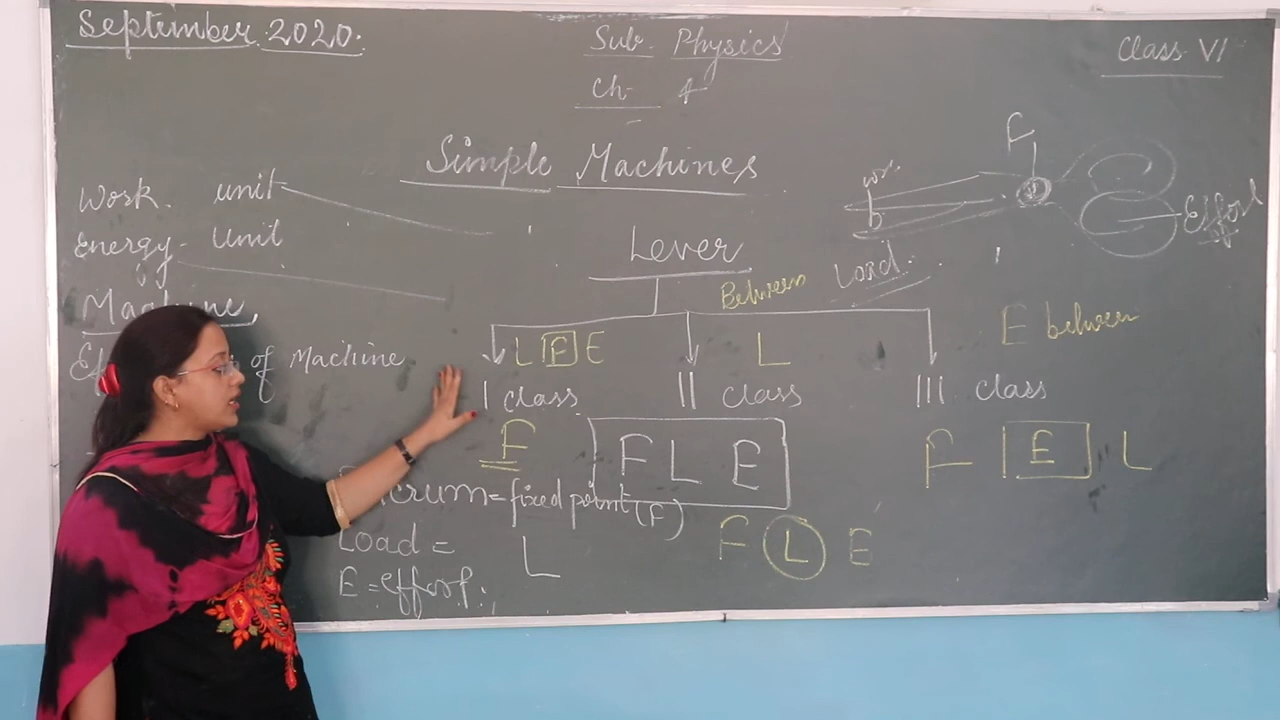 September 2020.
Sub. Physics
Class VI
Ch 4
Simple Machines
Work. unit
Energy - Unit
Machine
of Machine
F
Effort
Load.
Lever
Between
L F E
L
E between
I class
II class
III class
F
F L E
F E L
= fixed point (F)
Load = L
E = effort.
F L E